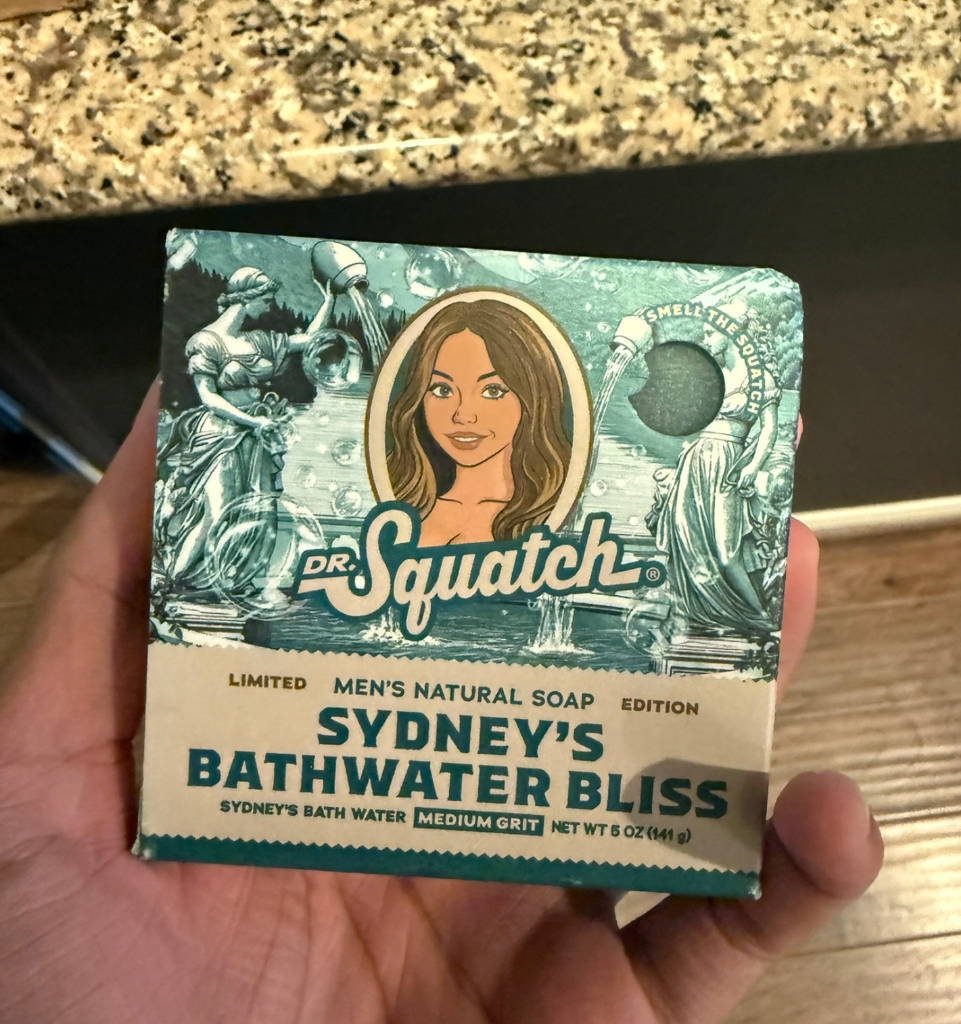 SMELL THE SQUATCH
DR. Squatch®
LIMITED MEN'S NATURAL SOAP EDITION
SYDNEY'S
BATHWATER BLISS
SYDNEY'S BATH WATER MEDIUM GRIT NET WT 5 OZ (141 g)